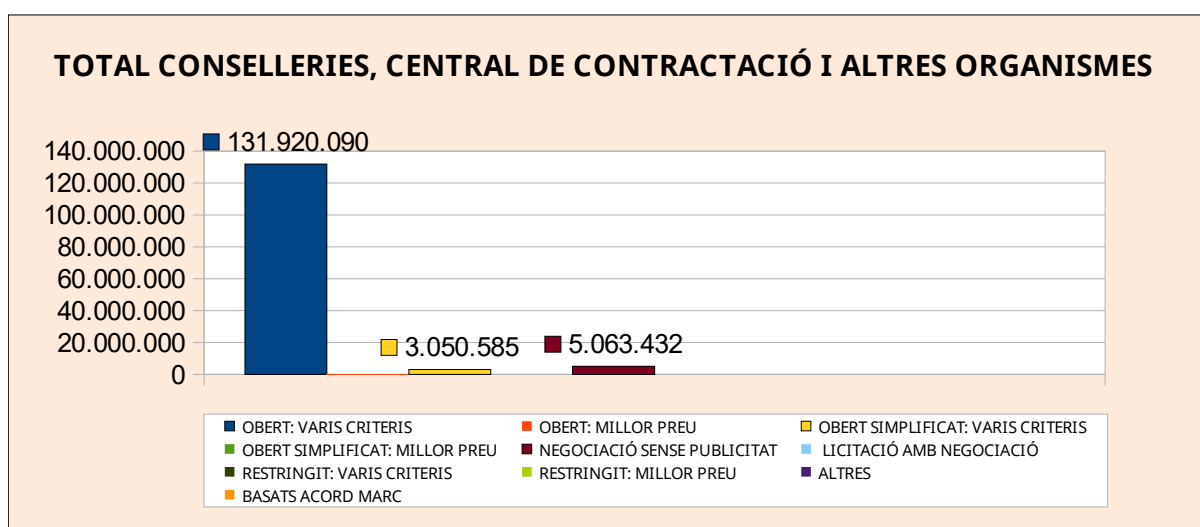 TOTAL CONSELLERIES, CENTRAL DE CONTRACTACIÓ I ALTRES ORGANISMES
131.920.090
140.000.000
120.000.000
100.000.000
80.000.000
60.000.000
40.000.000
20.000.000
0
3.050.585
5.063.432
OBERT: VARIS CRITERIS
OBERT: MILLOR PREU
OBERT SIMPLIFICAT: VARIS CRITERIS
OBERT SIMPLIFICAT: MILLOR PREU
NEGOCIACIÓ SENSE PUBLICITAT
LICITACIÓ AMB NEGOCIACIÓ
RESTRINGIT: VARIS CRITERIS
RESTRINGIT: MILLOR PREU
ALTRES
BASATS ACORD MARC